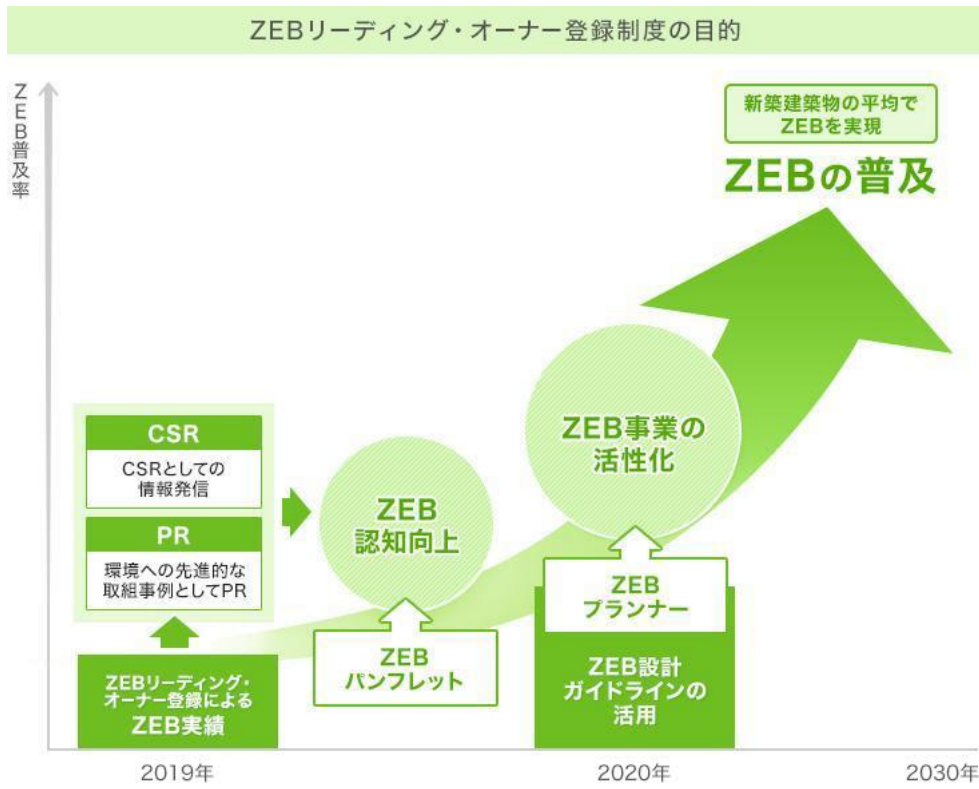 ZEBリーディング・オーナー登録制度の目的
ZEB普及率
新築建築物の平均で
ZEBを実現
ZEBの普及
ZEB事業の
活性化
CSR
CSRとしての
情報発信
PR
環境への先進的な
取組事例としてPR
ZEB
認知向上
ZEB
プランナー
ZEB
パンフレット
ZEBリーディング・
オーナー登録による
ZEB実績
ZEB設計
ガイドラインの
活用
2019年
2020年
2030年